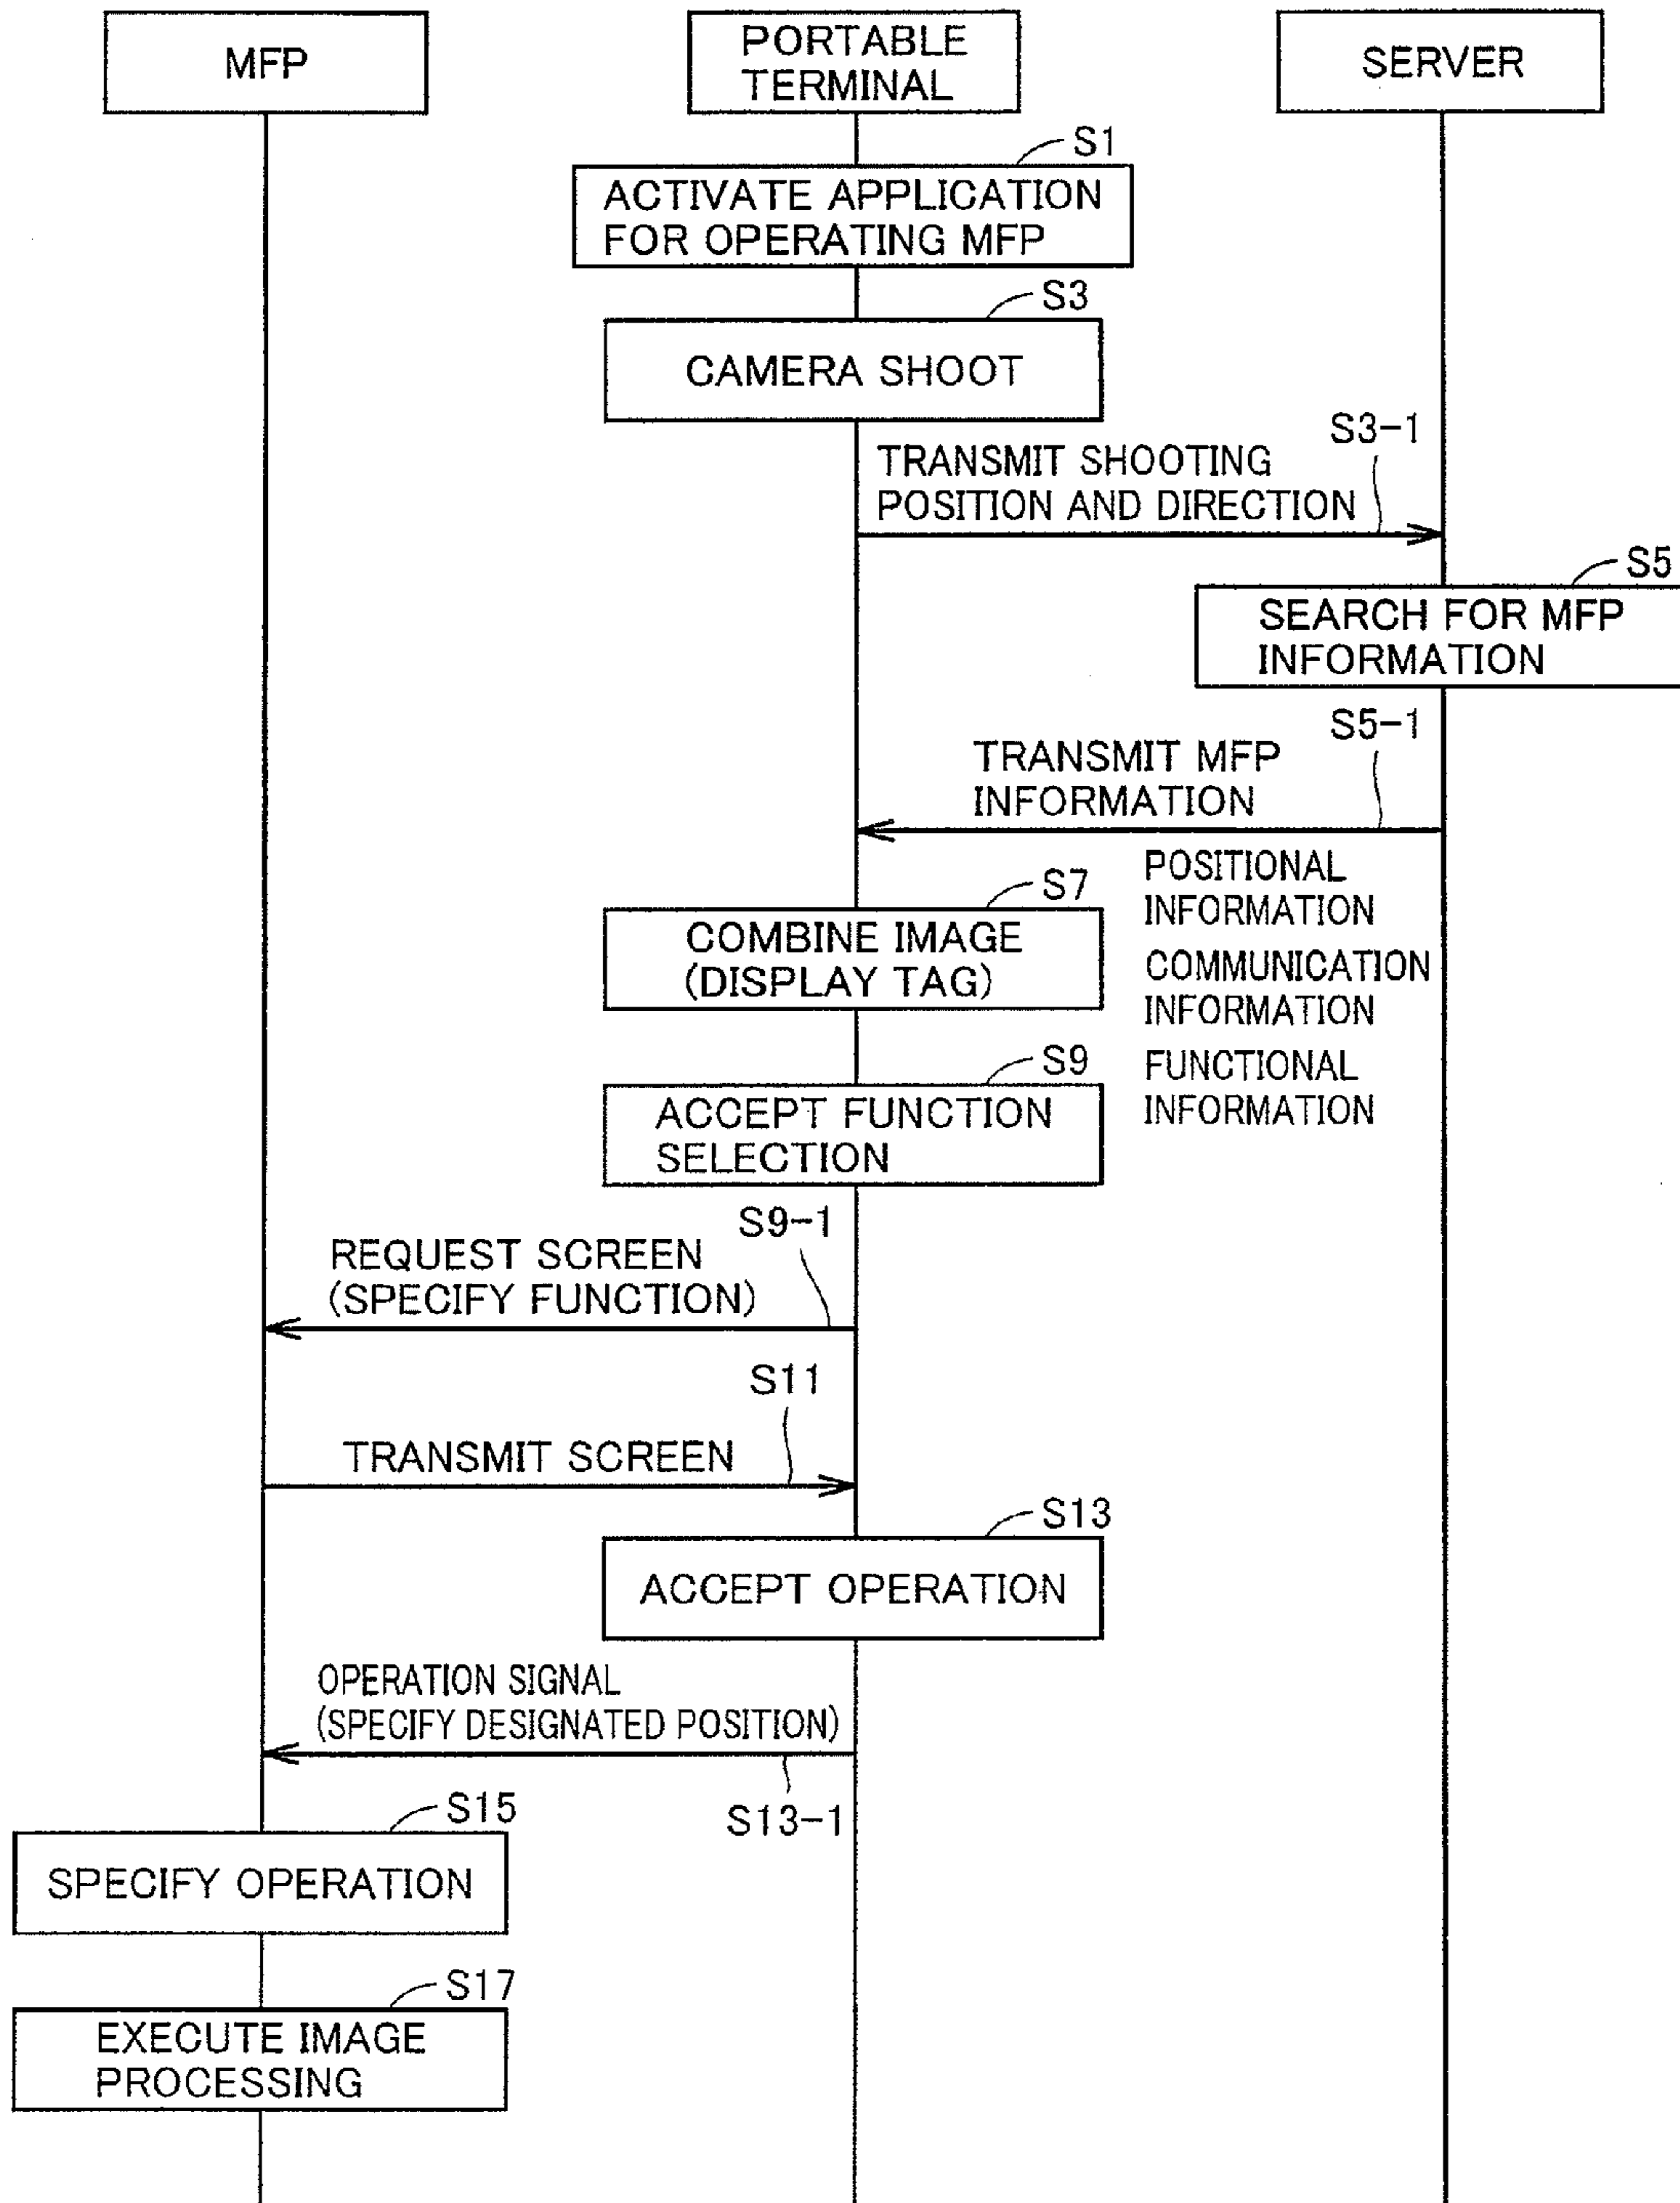 MFP
PORTABLE
TERMINAL
SERVER
S1
ACTIVATE APPLICATION
FOR OPERATING MFP
S3
CAMERA SHOOT
S3-1
TRANSMIT SHOOTING
POSITION AND DIRECTION
S5
SEARCH FOR MFP
INFORMATION
S5-1
TRANSMIT MFP
INFORMATION
POSITIONAL
INFORMATION
S7
COMBINE IMAGE
(DISPLAY TAG)
COMMUNICATION
INFORMATION
S9
ACCEPT FUNCTION
SELECTION
FUNCTIONAL
INFORMATION
S9-1
REQUEST SCREEN
(SPECIFY FUNCTION)
S11
TRANSMIT SCREEN
S13
ACCEPT OPERATION
OPERATION SIGNAL
(SPECIFY DESIGNATED POSITION)
S13-1
S15
SPECIFY OPERATION
S17
EXECUTE IMAGE
PROCESSING